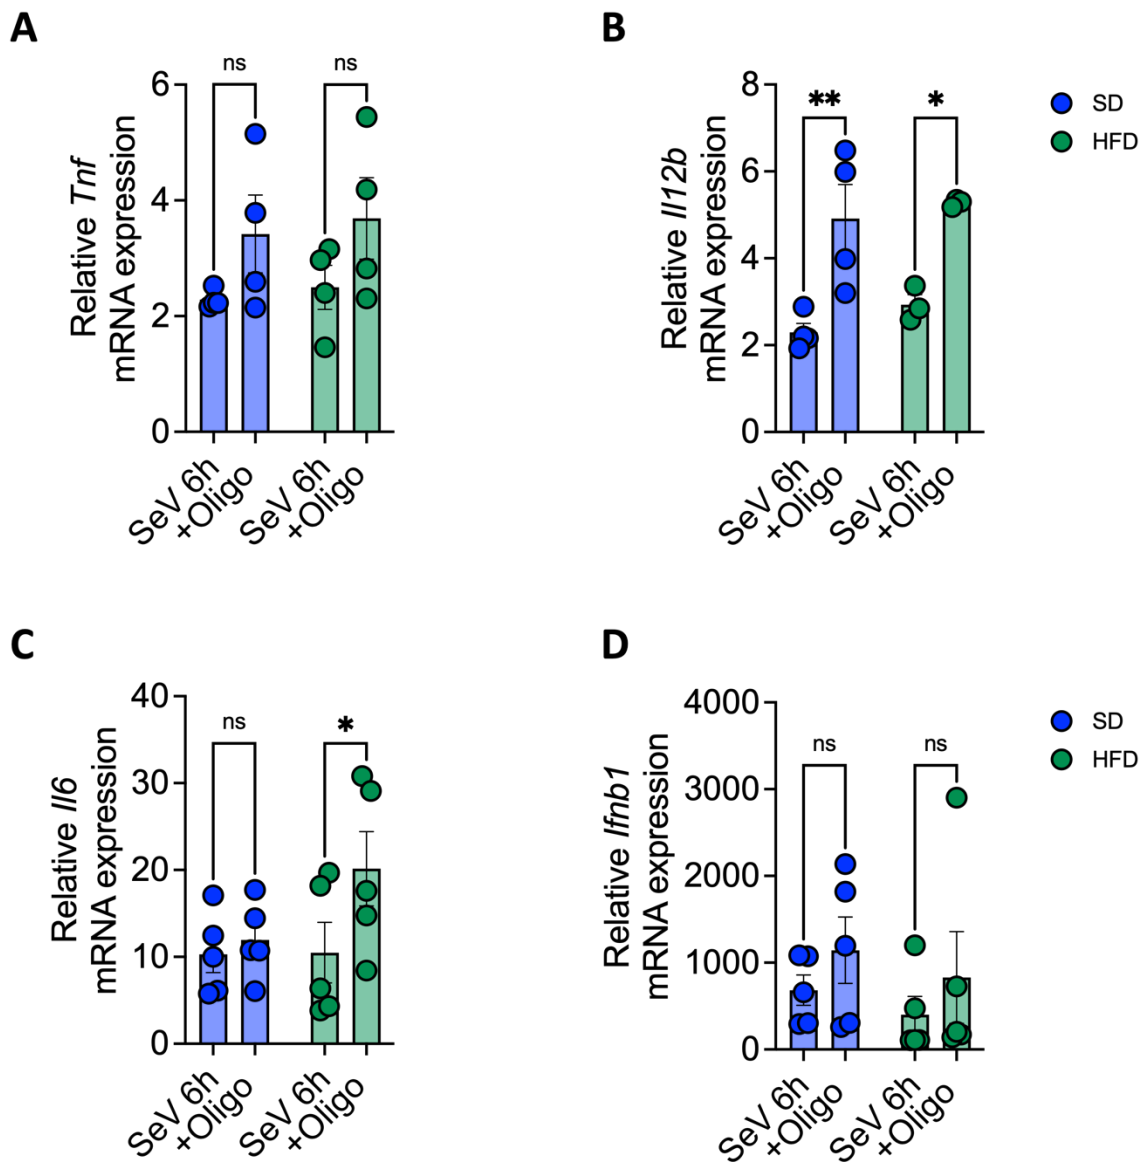 A
Relative Tnf
mRNA expression
6
4
2
0
ns
ns
SeV 6h
+Oligo
SeV 6h
+Oligo
B
Relative Il12b
mRNA expression
8
6
4
2
0
**
*
SeV 6h
+Oligo
SeV 6h
+Oligo
SD
HFD
C
Relative Il6
mRNA expression
40
30
20
10
0
ns
*
SeV 6h
+Oligo
SeV 6h
+Oligo
D
Relative Ifnb1
mRNA expression
4000
3000
2000
1000
0
ns
ns
SeV 6h
+Oligo
SeV 6h
+Oligo
SD
HFD